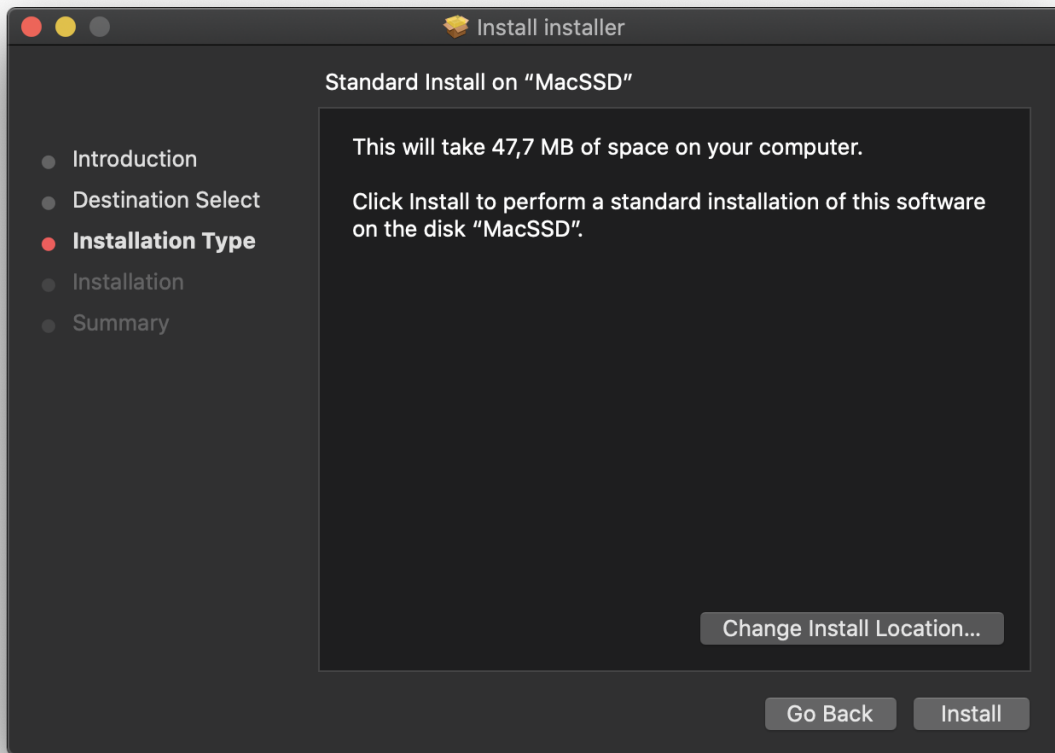 Install installer
Standard Install on “MacSSD”
Introduction
Destination Select
Installation Type
Installation
Summary
This will take 47,7 MB of space on your computer.
Click Install to perform a standard installation of this software
on the disk “MacSSD”.
Change Install Location...
Go Back
Install